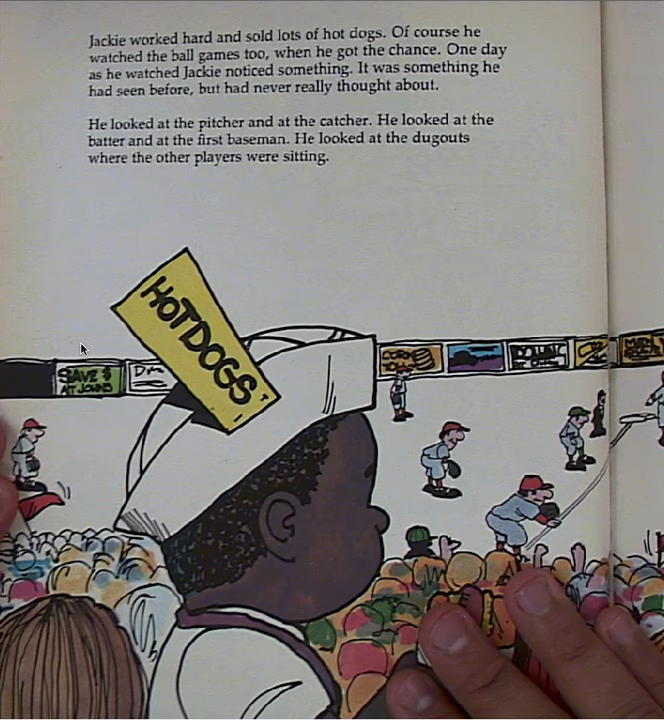 Jackie worked hard and sold lots of hot dogs. Of course he
watched the ball games too, when he got the chance. One day
as he watched Jackie noticed something. It was something he
had seen before, but had never really thought about.
He looked at the pitcher and at the catcher. He looked at the
batter and at the first baseman. He looked at the dugouts
where the other players were sitting.
HOT DOGS
SAVE $
AT JOHNS